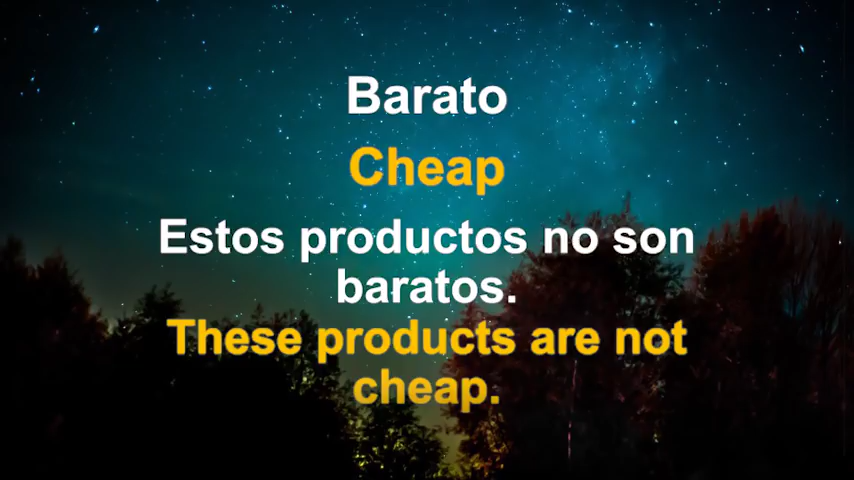 Barato
Cheap
Estos productos no son
baratos.
These products are not
cheap.